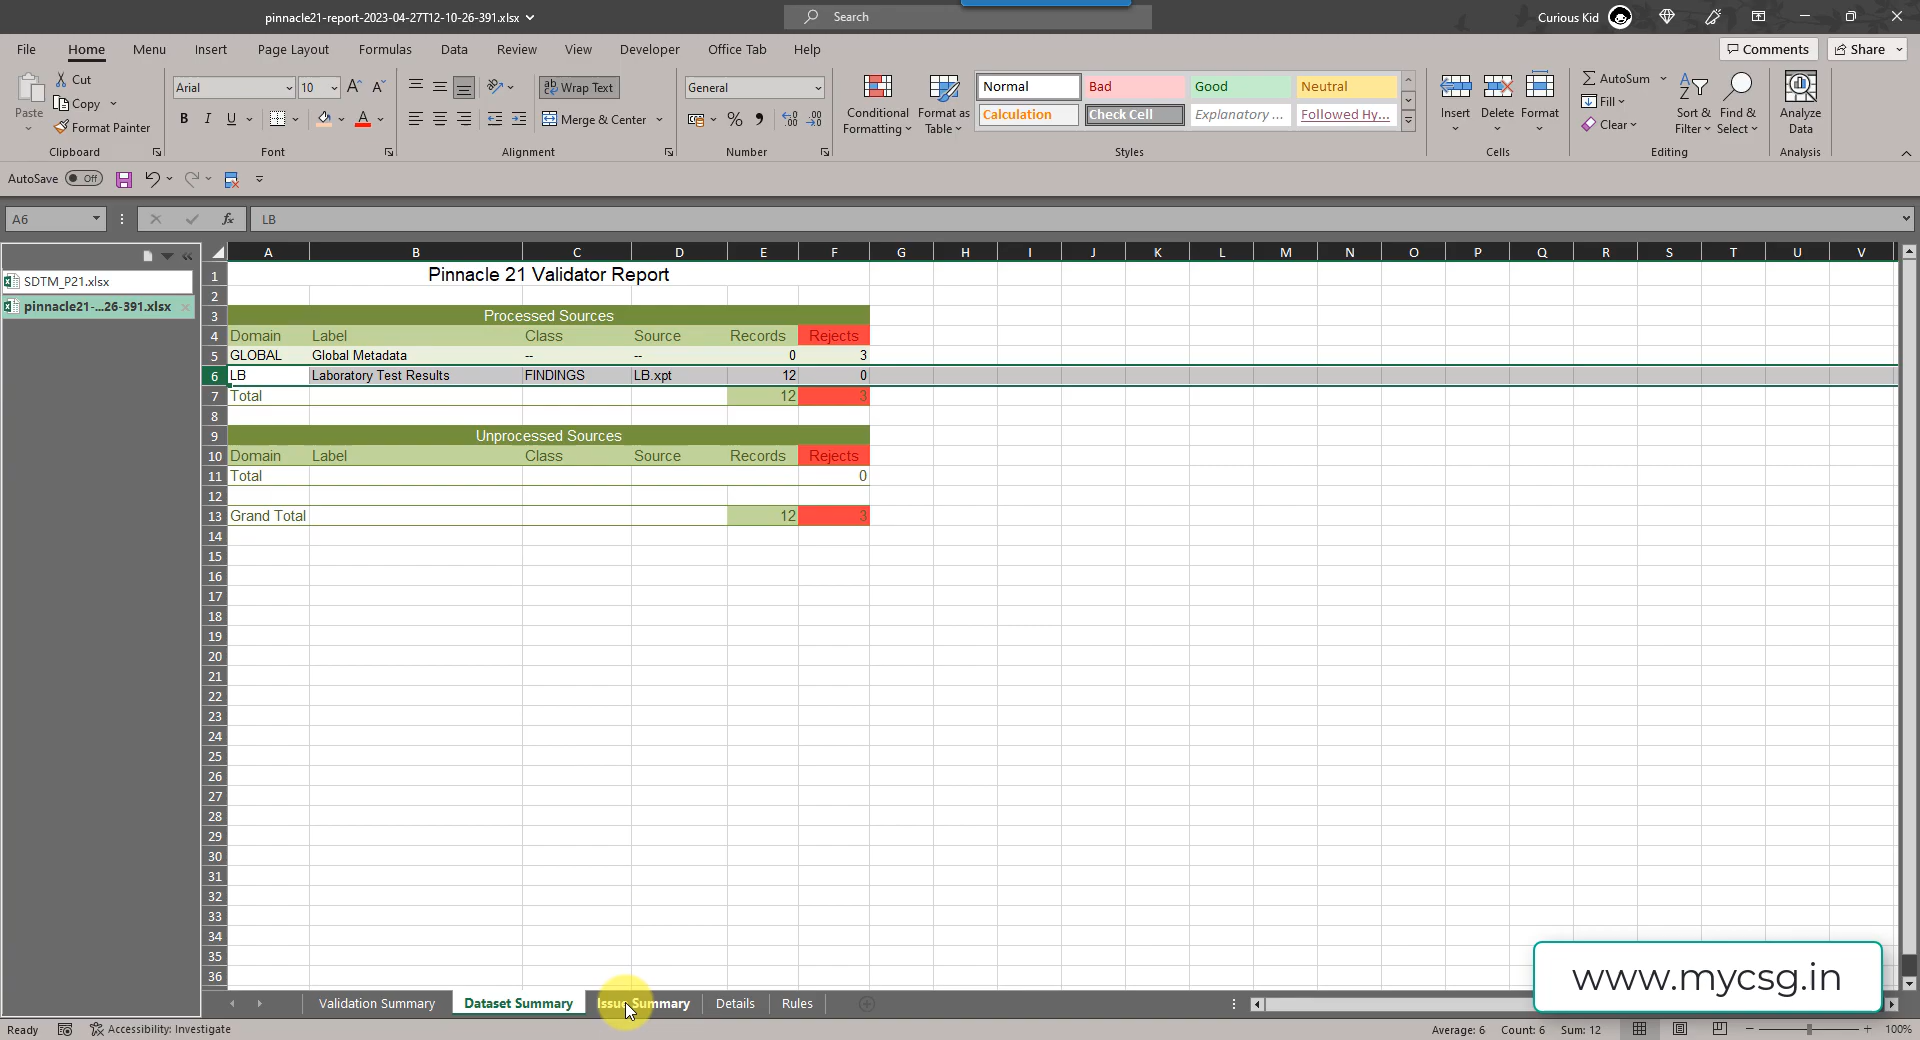 pinnacle21-report-2023-04-27T12-10-26-391.xlsx
Search
Curious Kid
File Home Menu Insert Page Layout Formulas Data Review View Developer Office Tab Help
Comments Share
Paste
Cut
Copy
Format Painter
Clipboard
Arial 10
B I U
Font
Wrap Text
Merge & Center
Alignment
General
Number
Conditional Formatting
Format as Table
Normal Bad Good Neutral
Calculation Check Cell Explanatory ... Followed Hy...
Styles
Insert Delete Format
Cells
AutoSum
Fill
Clear
Sort & Filter
Find & Select
Editing
Analyze Data
Analysis
AutoSave Off
A6 fx LB
SDTM_P21.xlsx
pinnacle21-...26-391.xlsx
A B C D E F G H I J K L M N O P Q R S T U V
1 Pinnacle 21 Validator Report
2
3 Processed Sources
4 Domain Label Class Source Records Rejects
5 GLOBAL Global Metadata -- -- 0 3
6 LB Laboratory Test Results FINDINGS LB.xpt 12 0
7 Total 12 3
8
9 Unprocessed Sources
10 Domain Label Class Source Records Rejects
11 Total 0
12
13 Grand Total 12 3
14
15
16
17
18
19
20
21
22
23
24
25
26
27
28
29
30
31
32
33
34
35
36
www.mycsg.in
Validation Summary Dataset Summary Issue Summary Details Rules
Ready Accessibility: Investigate Average: 6 Count: 6 Sum: 12 100%